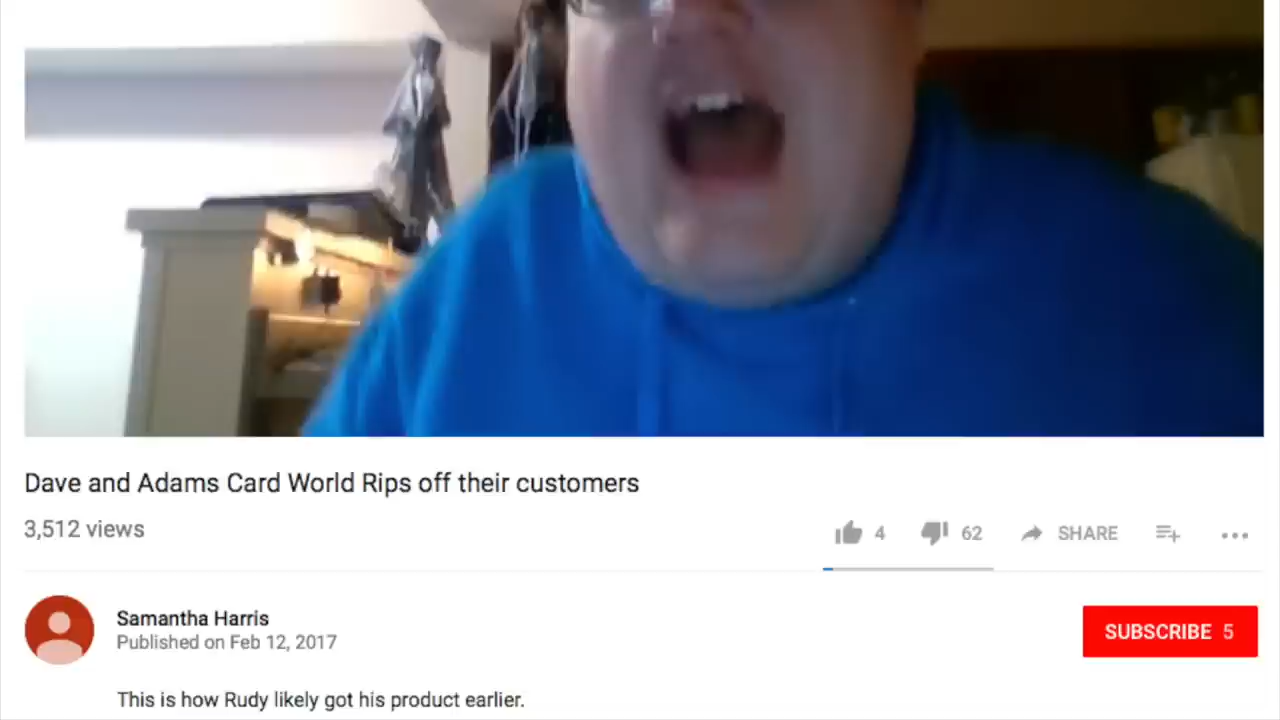 Dave and Adams Card World Rips off their customers
3,512 views
4 62 SHARE
Samantha Harris
Published on Feb 12, 2017
SUBSCRIBE 5
This is how Rudy likely got his product earlier.